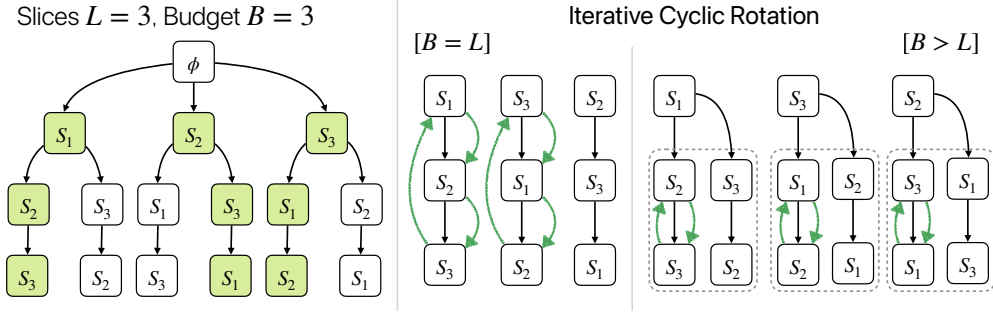 Slices L = 3, Budget B = 3
ϕ
S₁ S₂ S₃
S₂ S₃ S₁ S₃ S₁ S₂
S₃ S₂ S₃ S₁ S₂ S₁
Iterative Cyclic Rotation
[B = L]
S₁ S₃ S₂
S₂ S₁ S₃
S₃ S₂ S₁
[B > L]
S₁ S₃ S₂
S₂ S₃ S₁ S₂ S₃ S₁
S₃ S₂ S₂ S₁ S₁ S₃